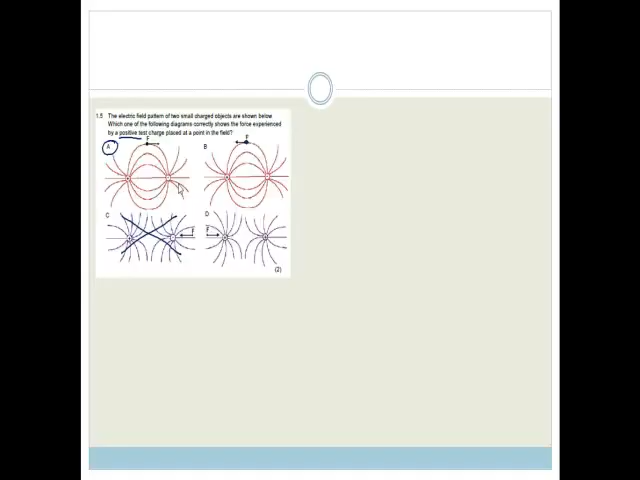 1.5 The electric field pattern of two small charged objects are shown below
Which one of the following diagrams correctly shows the force experienced
by a positive test charge placed at a point in the field?
F
F
A
B
C
D
F
F
(2)